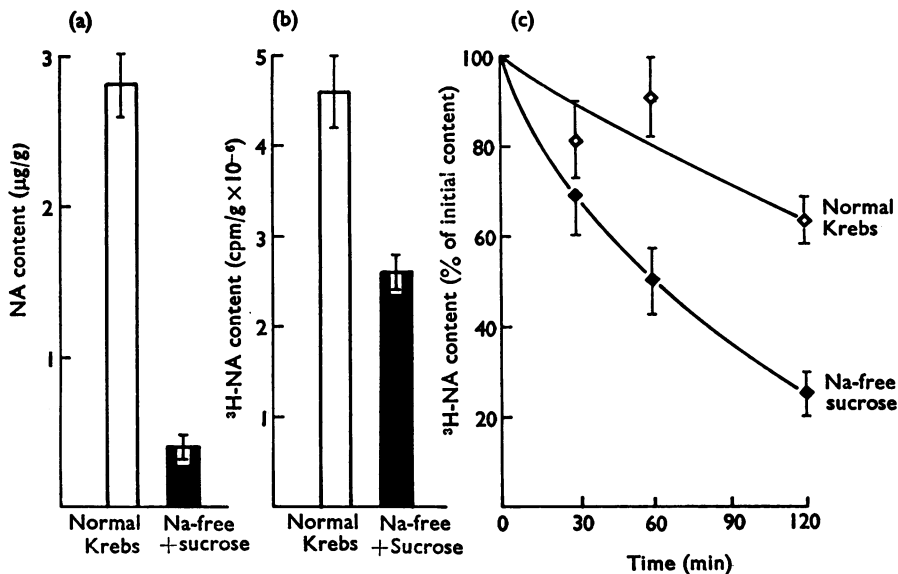 (a)
NA content (μg/g)
3
2
1
Normal
Krebs
Na-free
+sucrose
(b)
³H-NA content (cpm/g ×10⁻⁶)
5
4
3
2
1
Normal
Krebs
Na-free
+Sucrose
(c)
³H-NA content (% of initial content)
100
80
60
40
20
0
30
60
90
120
Time (min)
Normal
Krebs
Na-free
sucrose